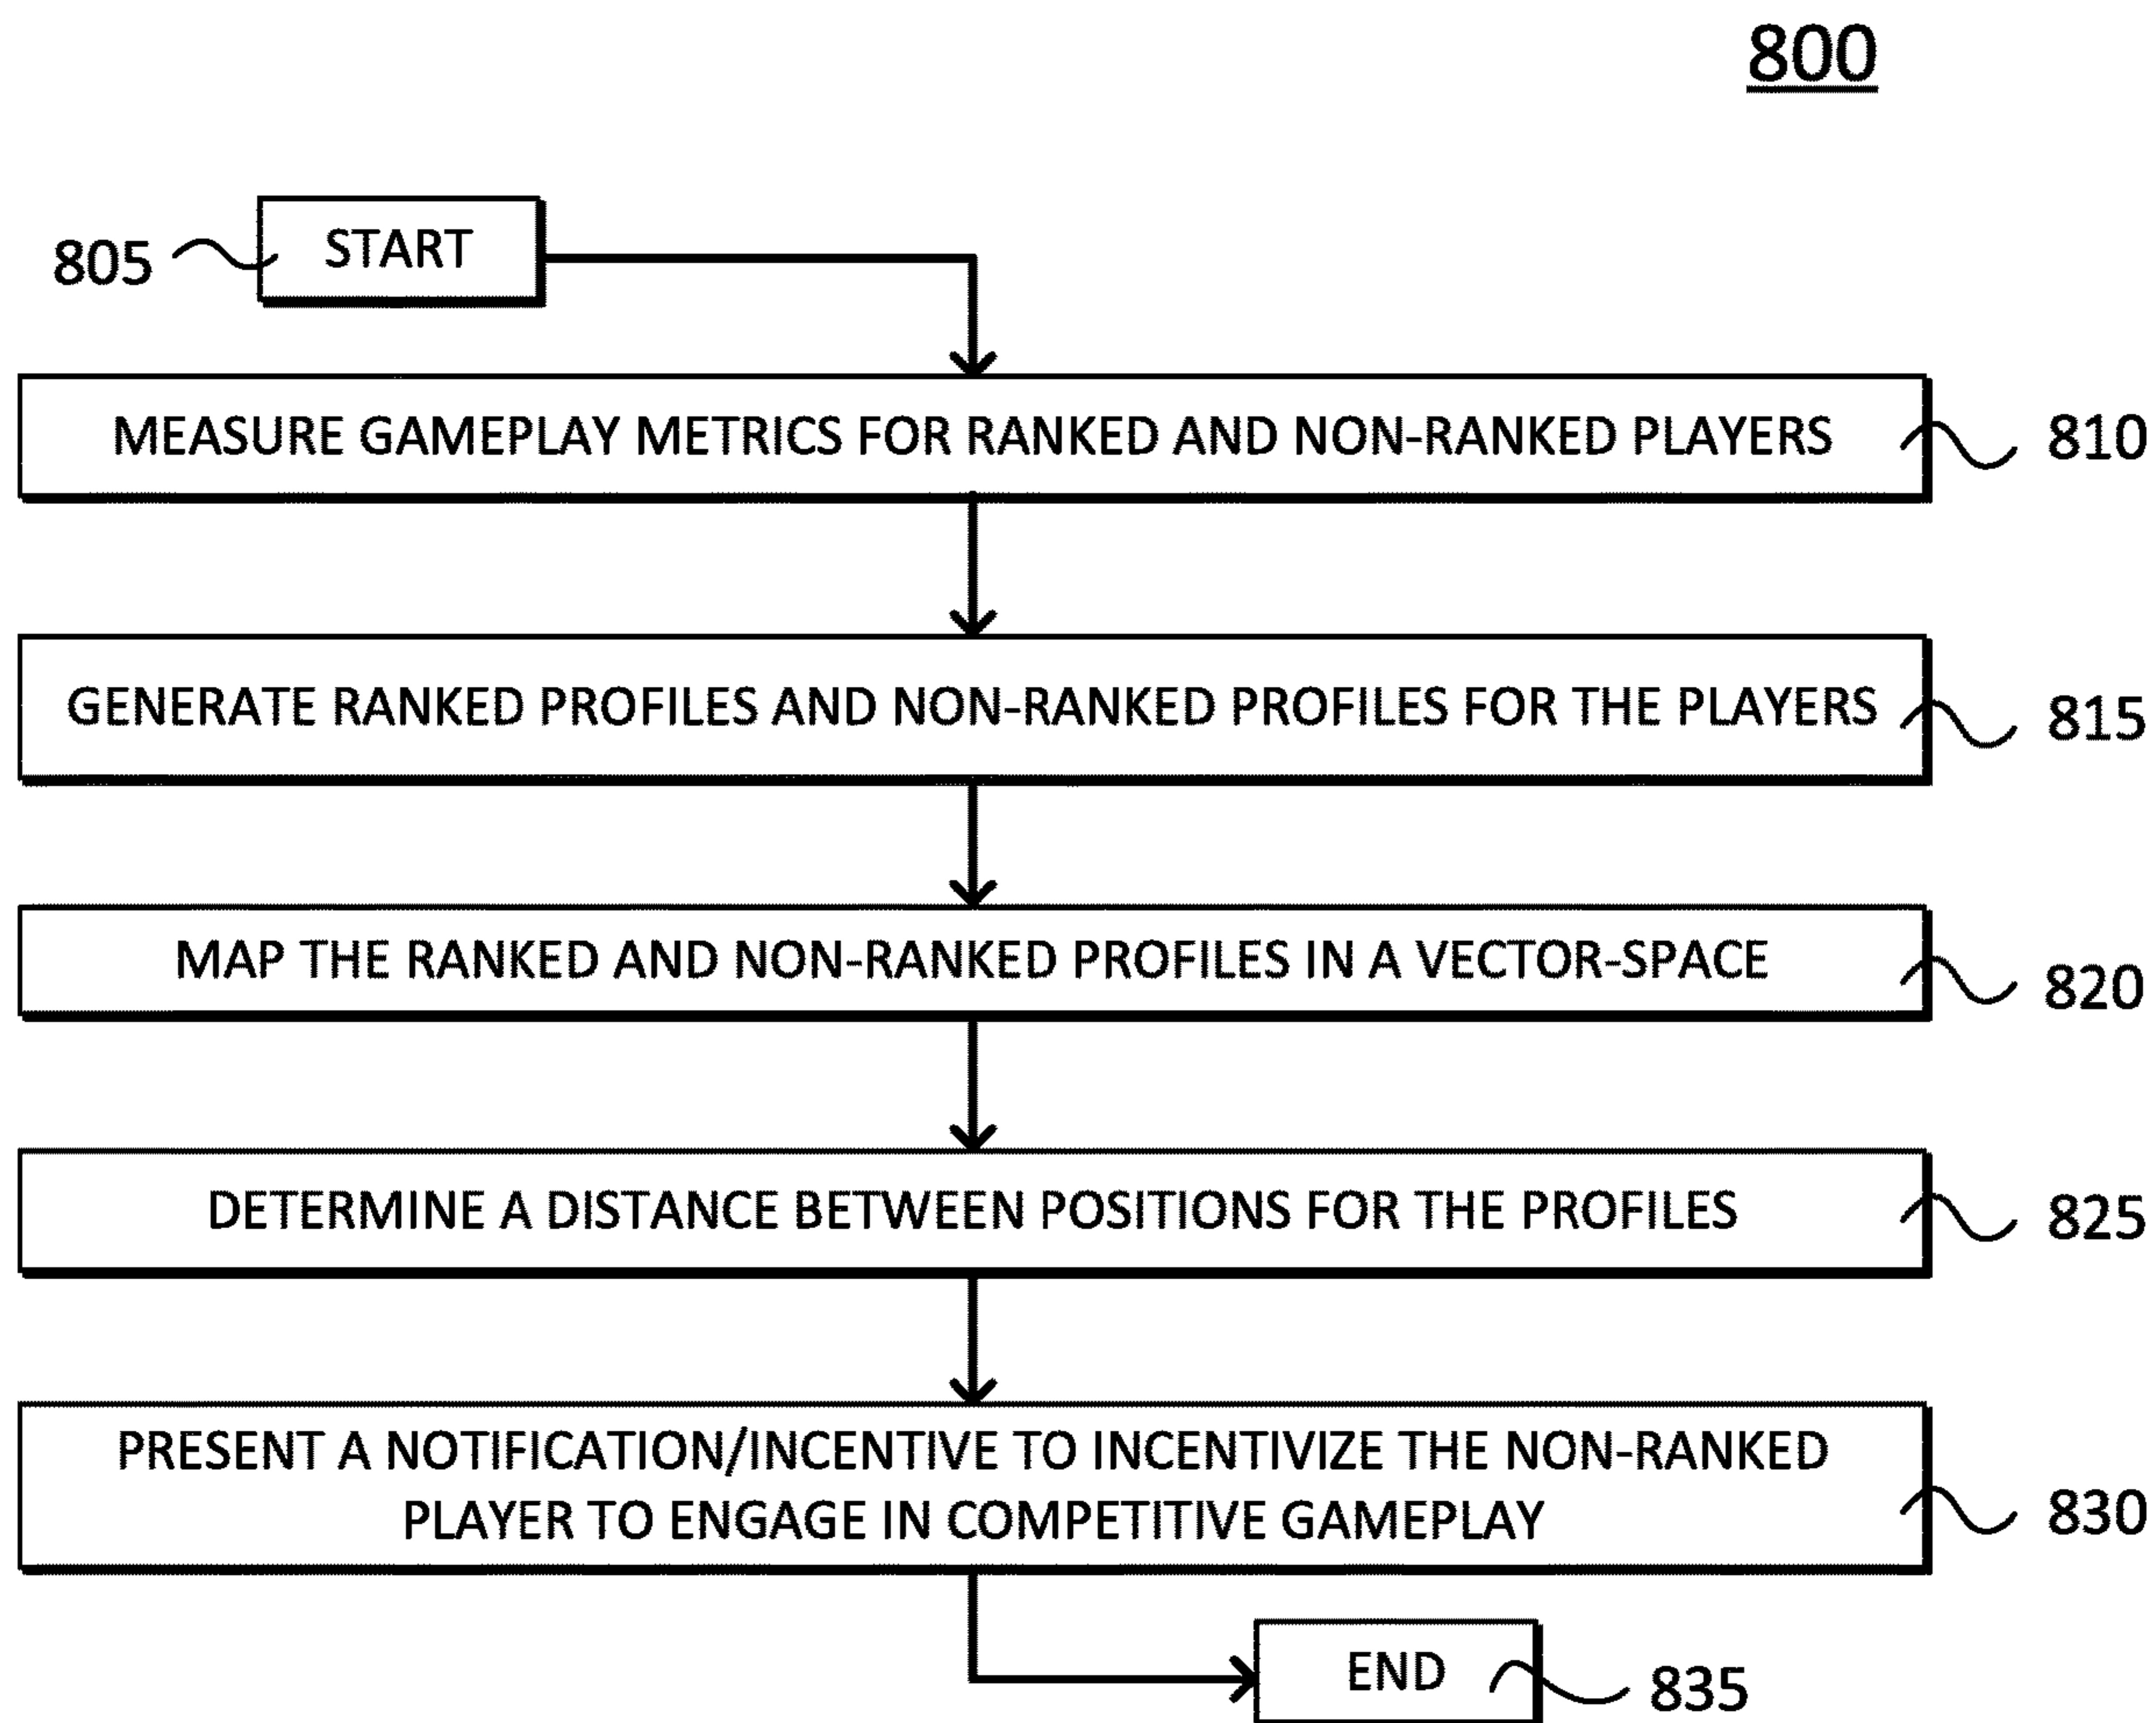 800
805
START
MEASURE GAMEPLAY METRICS FOR RANKED AND NON-RANKED PLAYERS
810
GENERATE RANKED PROFILES AND NON-RANKED PROFILES FOR THE PLAYERS
815
MAP THE RANKED AND NON-RANKED PROFILES IN A VECTOR-SPACE
820
DETERMINE A DISTANCE BETWEEN POSITIONS FOR THE PROFILES
825
PRESENT A NOTIFICATION/INCENTIVE TO INCENTIVIZE THE NON-RANKED
PLAYER TO ENGAGE IN COMPETITIVE GAMEPLAY
830
END
835